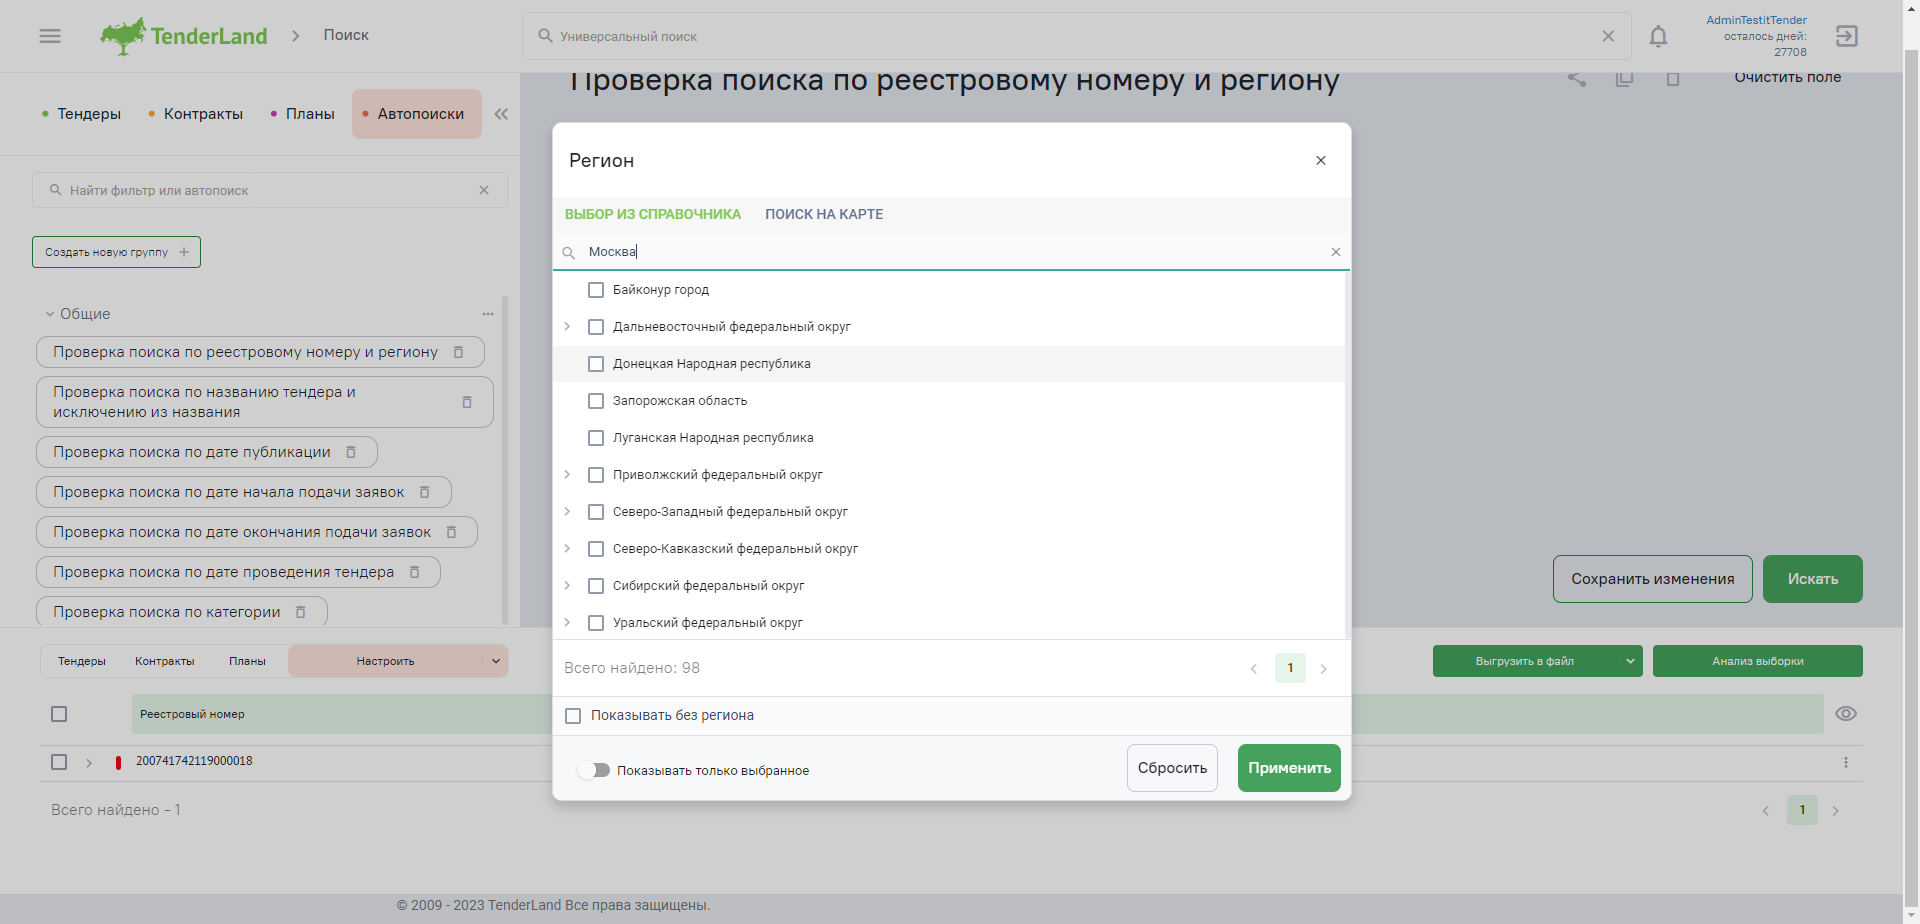 TenderLand
Поиск
Универсальный поиск
AdminTestitTender
осталось дней:
27708
Проверка поиска по реестровому номеру и региону
Очистить поле
Тендеры
Контракты
Планы
Автопоиски
Найти фильтр или автопоиск
Создать новую группу
Общие
Проверка поиска по реестровому номеру и региону
Проверка поиска по названию тендера и
исключению из названия
Проверка поиска по дате публикации
Проверка поиска по дате начала подачи заявок
Проверка поиска по дате окончания подачи заявок
Проверка поиска по дате проведения тендера
Проверка поиска по категории
Регион
ВЫБОР ИЗ СПРАВОЧНИКА
ПОИСК НА КАРТЕ
Москва
Байконур город
Дальневосточный федеральный округ
Донецкая Народная республика
Запорожская область
Луганская Народная республика
Приволжский федеральный округ
Северо-Западный федеральный округ
Северо-Кавказский федеральный округ
Сибирский федеральный округ
Уральский федеральный округ
Всего найдено: 98
1
Показывать без региона
Показывать только выбранное
Сбросить
Применить
Сохранить изменения
Искать
Тендеры
Контракты
Планы
Настроить
Выгрузить в файл
Анализ выборки
Реестровый номер
200741742119000018
Всего найдено - 1
1
© 2009 - 2023 TenderLand Все права защищены.